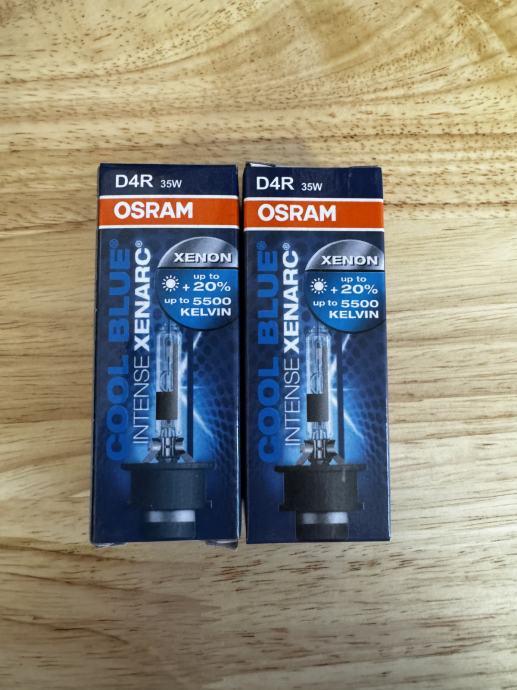 D4R 35W
OSRAM
XENON
up to
+ 20%
up to 5500
KELVIN
COOL BLUE®
INTENSE XENARC®
D4R 35W
OSRAM
XENON
up to
+ 20%
up to 5500
KELVIN
COOL BLUE®
INTENSE XENARC®